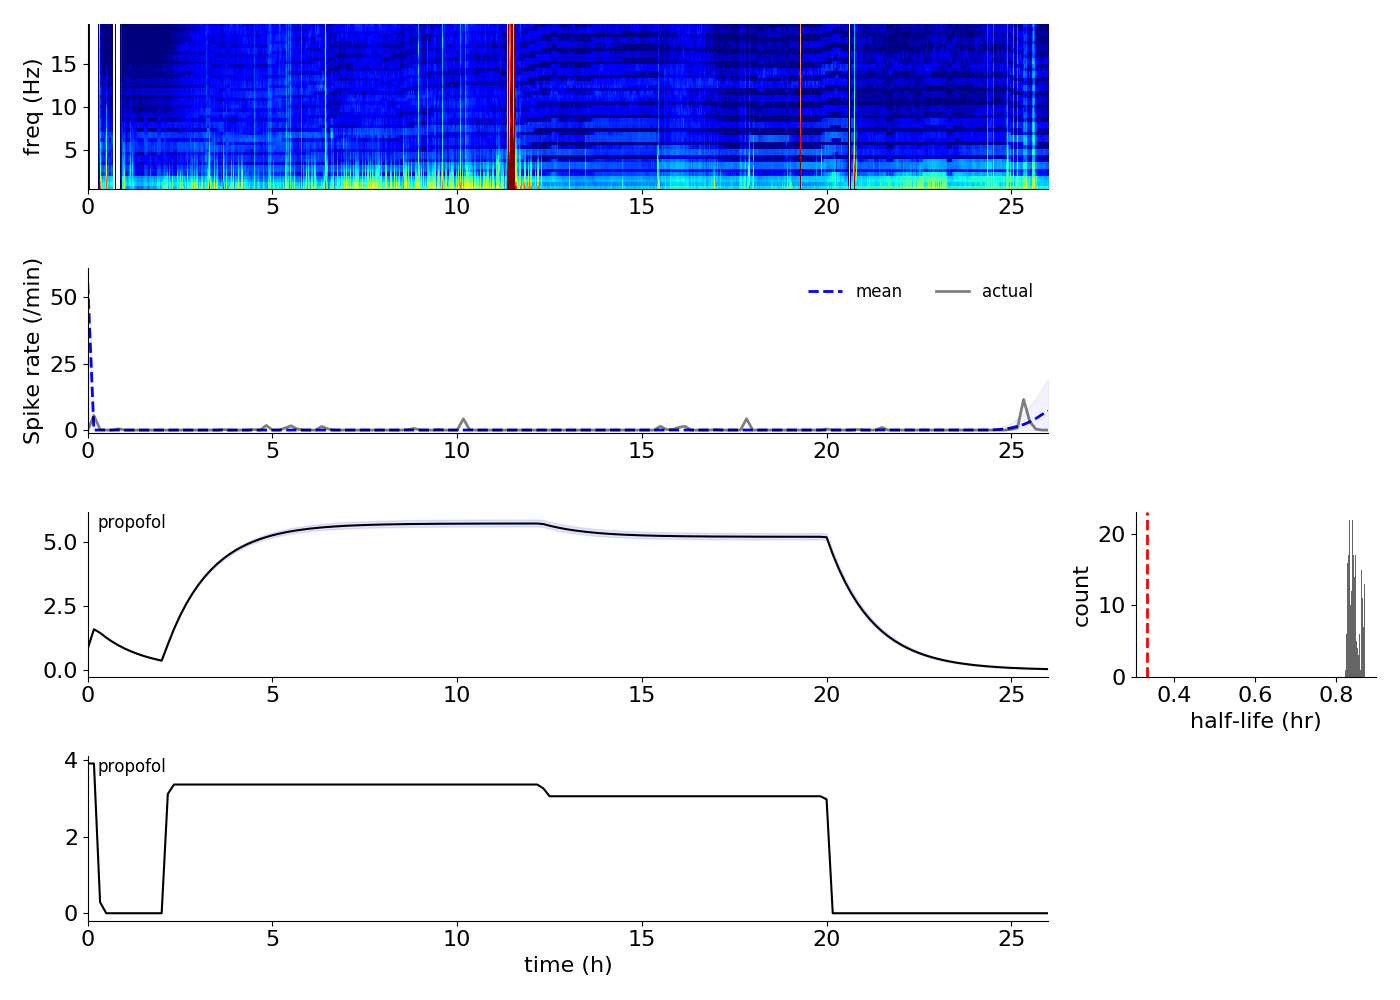 freq (Hz)
15
10
5
0 5 10 15 20 25
Spike rate (/min)
50
25
0
mean actual
0 5 10 15 20 25
propofol
5.0
2.5
0.0
0 5 10 15 20 25
count
20
10
0
0.4 0.6 0.8
half-life (hr)
propofol
4
2
0
0 5 10 15 20 25
time (h)